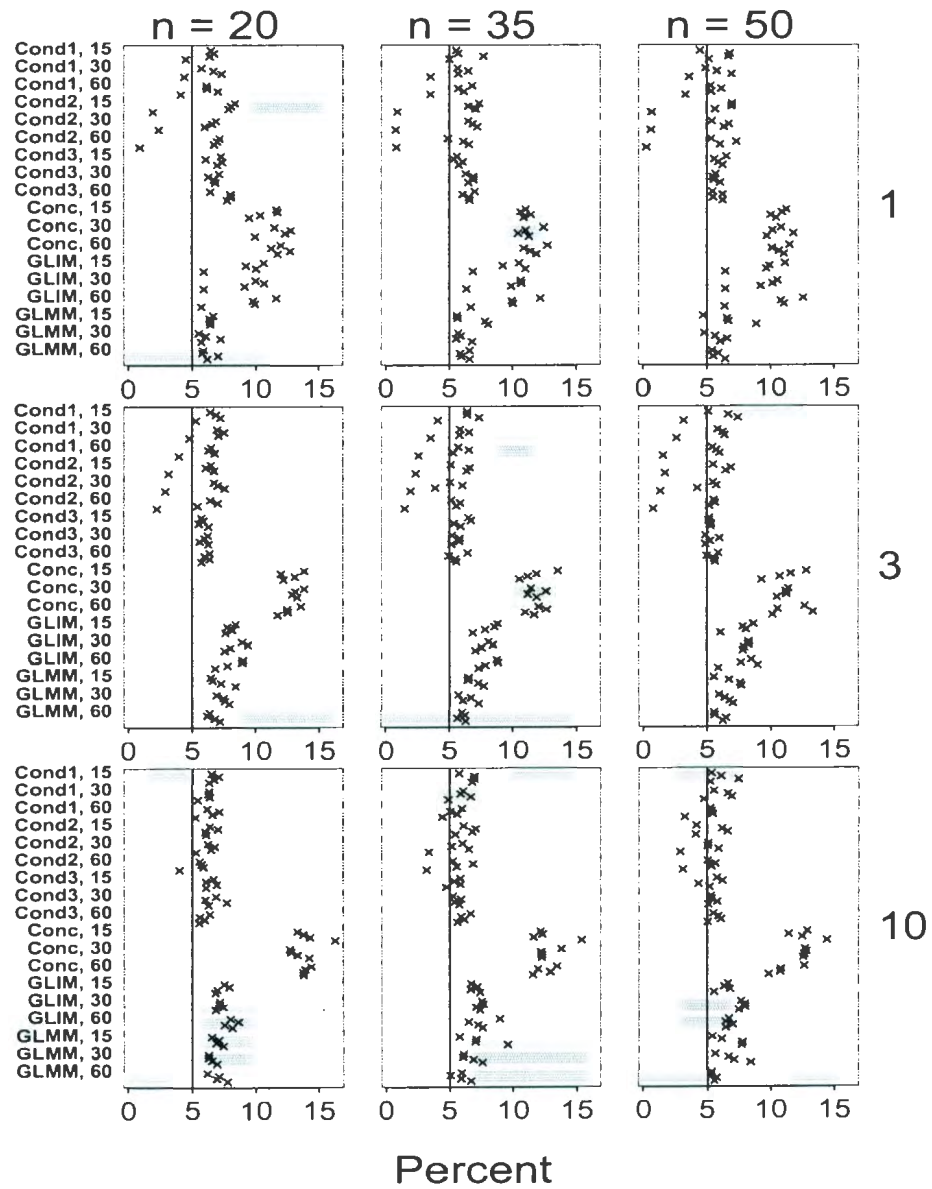 n = 20 n = 35 n = 50
Cond1, 15
Cond1, 30
Cond1, 60
Cond2, 15
Cond2, 30
Cond2, 60
Cond3, 15
Cond3, 30
Cond3, 60
Conc, 15
Conc, 30
Conc, 60
GLIM, 15
GLIM, 30
GLIM, 60
GLMM, 15
GLMM, 30
GLMM, 60
1
0 5 10 15 0 5 10 15 0 5 10 15
Cond1, 15
Cond1, 30
Cond1, 60
Cond2, 15
Cond2, 30
Cond2, 60
Cond3, 15
Cond3, 30
Cond3, 60
Conc, 15
Conc, 30
Conc, 60
GLIM, 15
GLIM, 30
GLIM, 60
GLMM, 15
GLMM, 30
GLMM, 60
3
0 5 10 15 0 5 10 15 0 5 10 15
Cond1, 15
Cond1, 30
Cond1, 60
Cond2, 15
Cond2, 30
Cond2, 60
Cond3, 15
Cond3, 30
Cond3, 60
Conc, 15
Conc, 30
Conc, 60
GLIM, 15
GLIM, 30
GLIM, 60
GLMM, 15
GLMM, 30
GLMM, 60
10
0 5 10 15 0 5 10 15 0 5 10 15
Percent